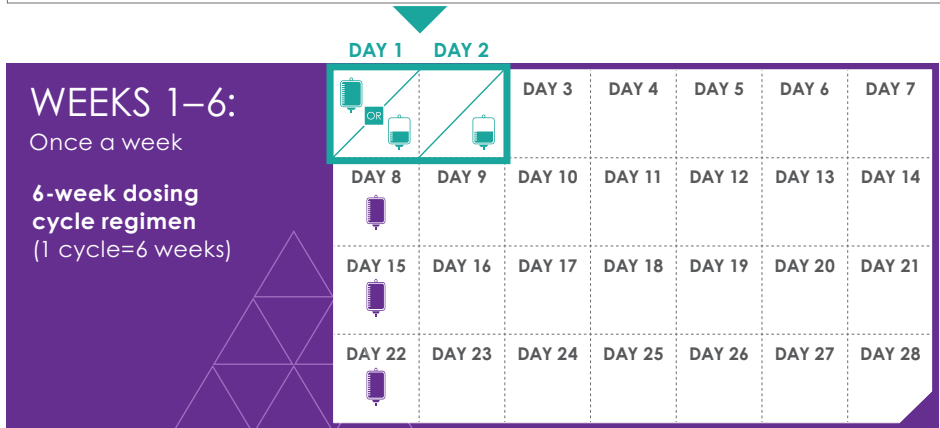 DAY 1 DAY 2
WEEKS 1–6:
Once a week
6-week dosing
cycle regimen
(1 cycle=6 weeks)
OR
DAY 3 DAY 4 DAY 5 DAY 6 DAY 7
DAY 8 DAY 9 DAY 10 DAY 11 DAY 12 DAY 13 DAY 14
DAY 15 DAY 16 DAY 17 DAY 18 DAY 19 DAY 20 DAY 21
DAY 22 DAY 23 DAY 24 DAY 25 DAY 26 DAY 27 DAY 28